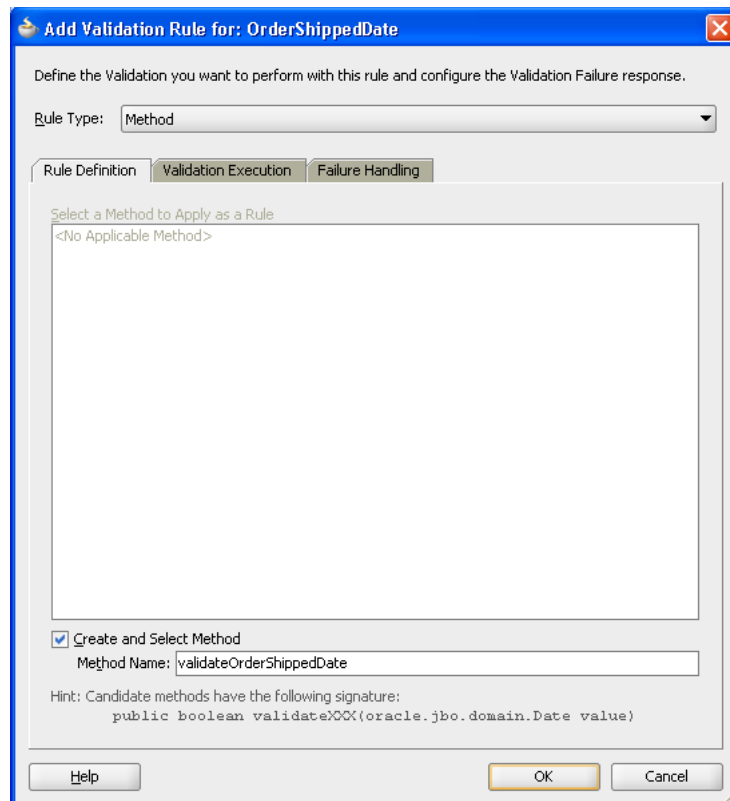 Add Validation Rule for: OrderShippedDate
Define the Validation you want to perform with this rule and configure the Validation Failure response.
Rule Type: Method
Rule Definition Validation Execution Failure Handling
Select a Method to Apply as a Rule
<No Applicable Method>
Create and Select Method
Method Name: validateOrderShippedDate
Hint: Candidate methods have the following signature:
public boolean validateXXX(oracle.jbo.domain.Date value)
Help OK Cancel